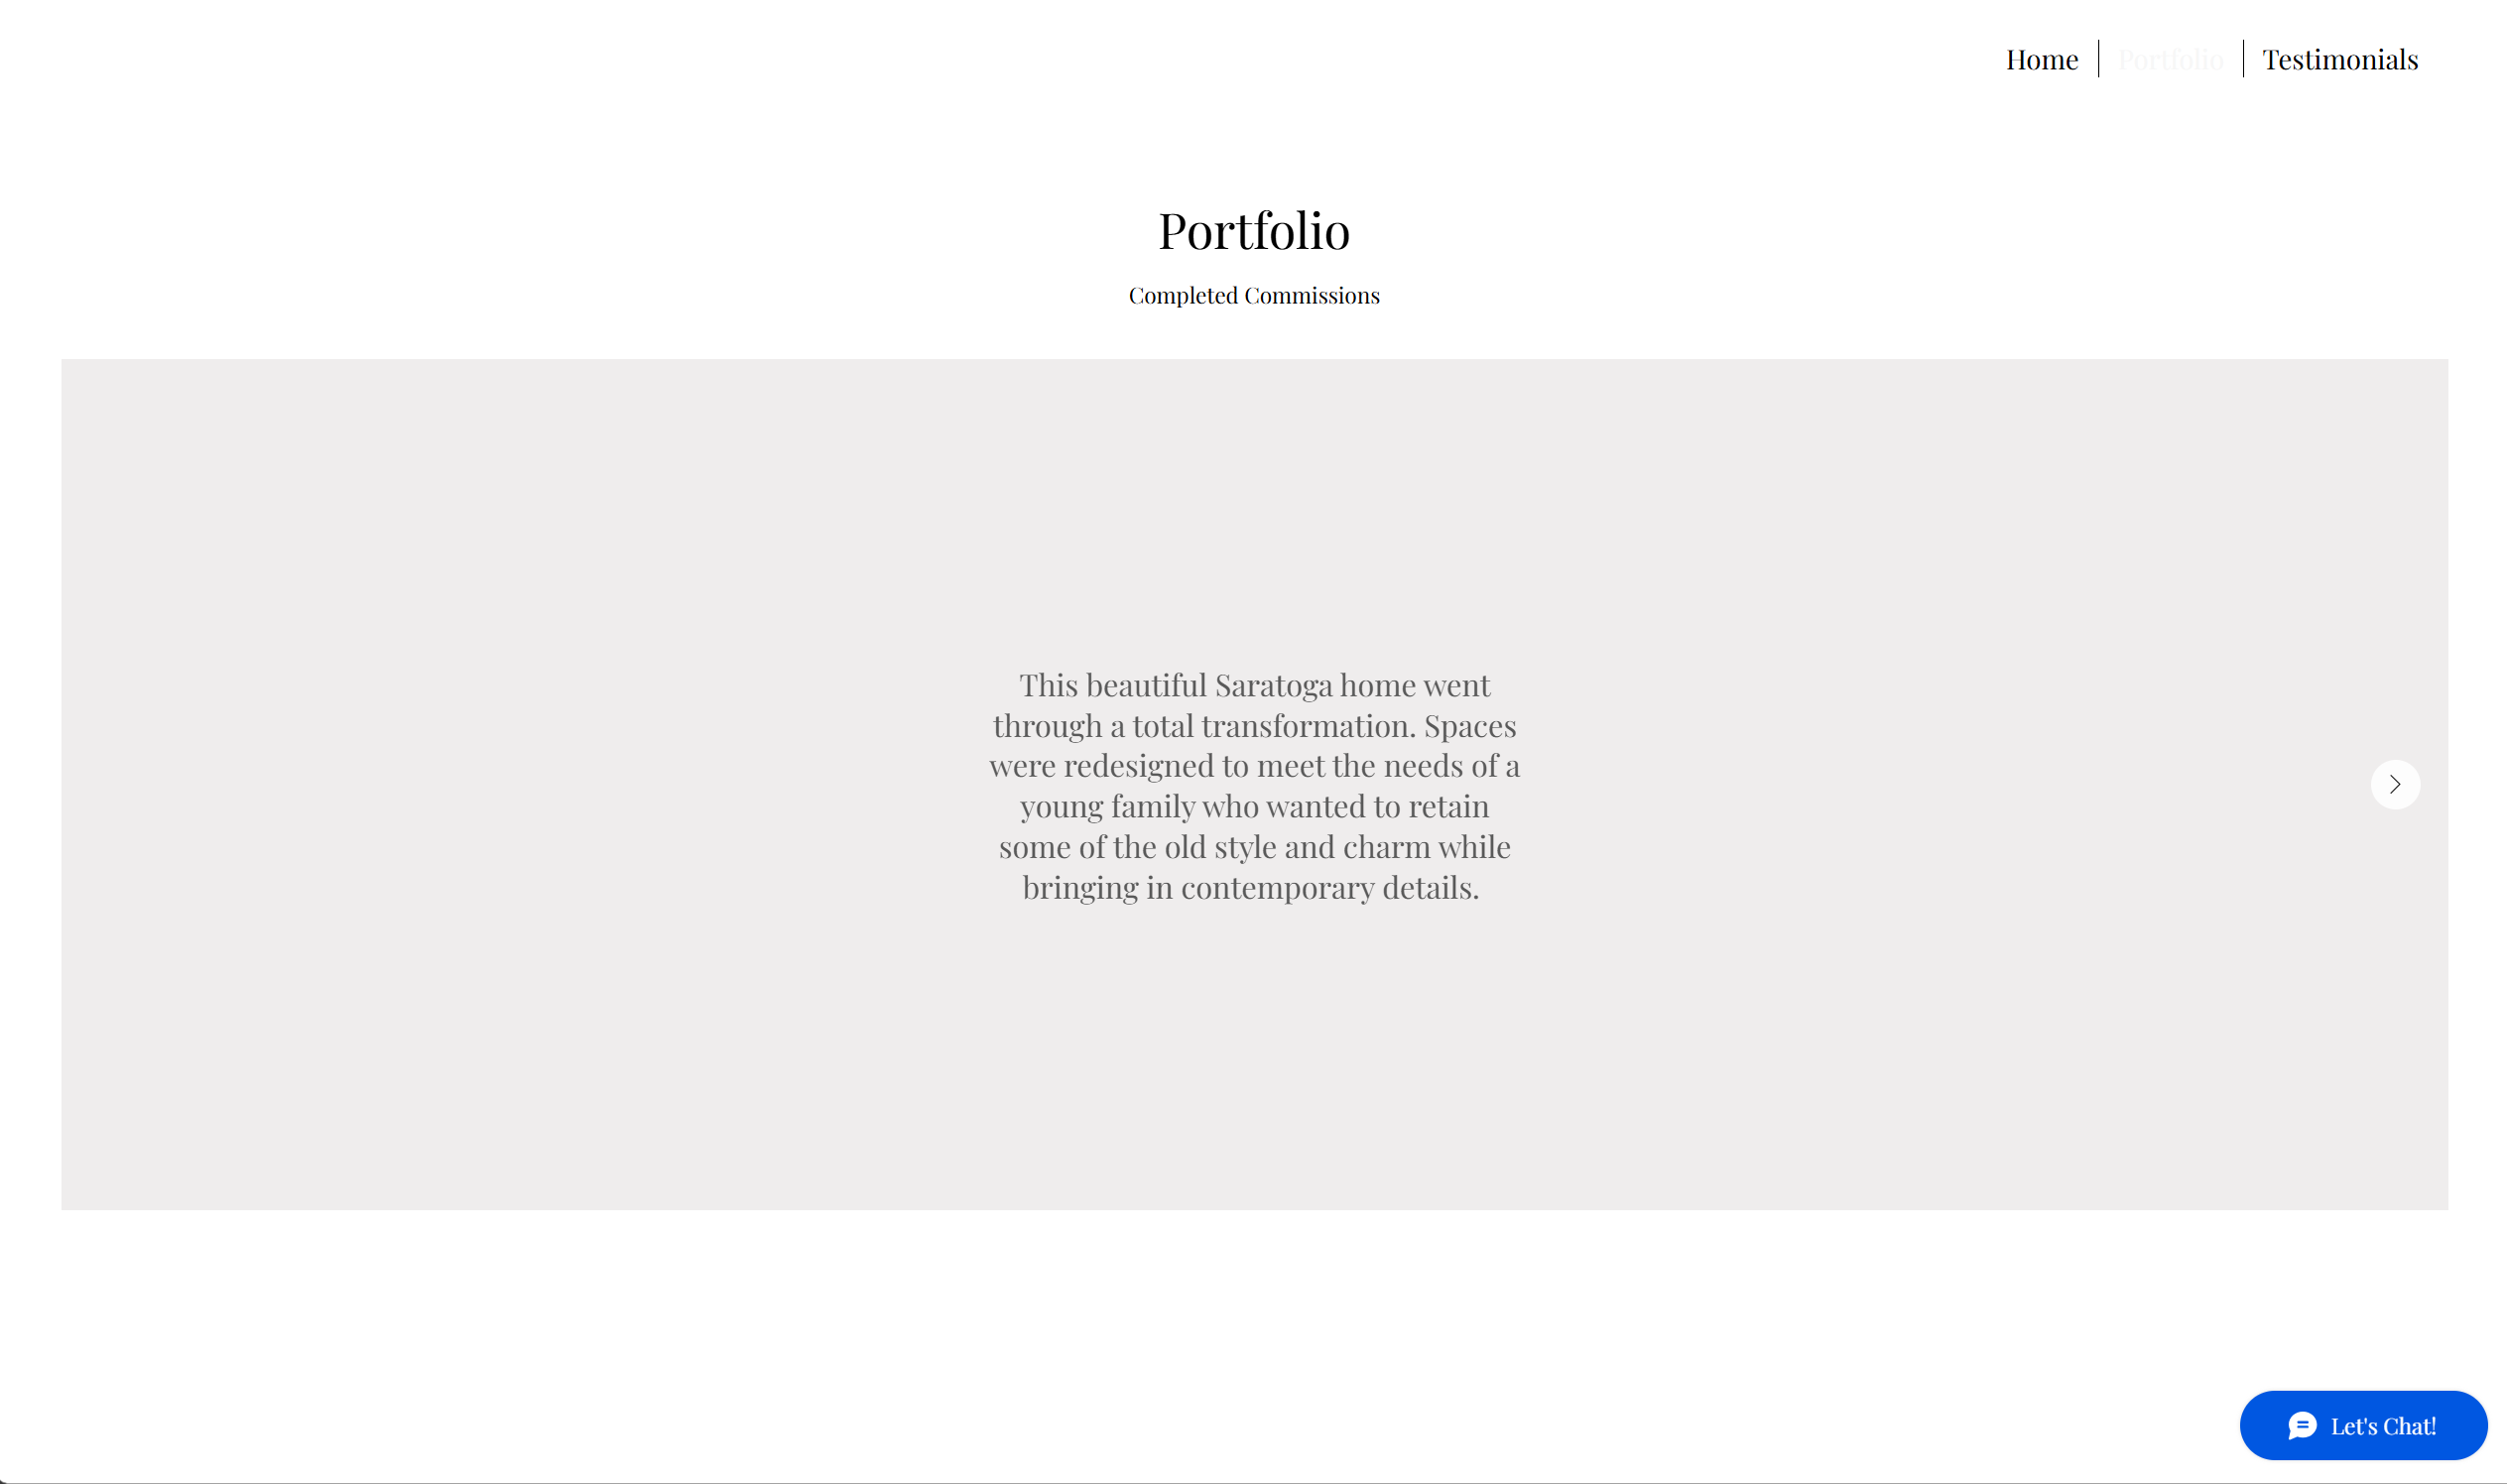 Home
Portfolio
Testimonials
Portfolio
Completed Commissions
This beautiful Saratoga home went
through a total transformation. Spaces
were redesigned to meet the needs of a
young family who wanted to retain
some of the old style and charm while
bringing in contemporary details.
Let's Chat!